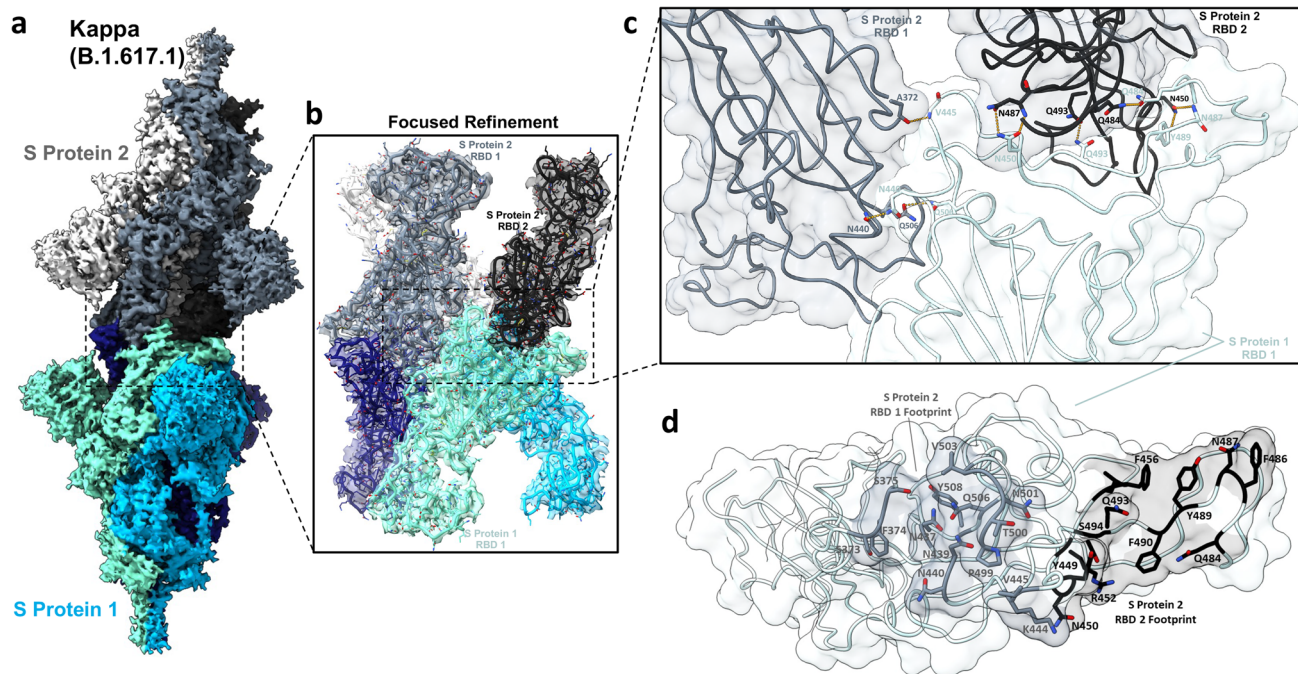 a
Kappa
(B.1.617.1)
S Protein 2
S Protein 1
b
Focused Refinement
S Protein 2
RBD 1
S Protein 2
RBD 2
S Protein 1
RBD 1
c
S Protein 2
RBD 1
S Protein 2
RBD 2
A372
V445
N487
Q493
Q484
N450
N487
Y489
N450
Q493
N440
Q506
S Protein 1
RBD 1
d
S Protein 2
RBD 1 Footprint
V503
S375
Y508
Q506
N501
F374
N437
T500
S373
N439
N440
P499
V445
K444
N487
F456
F486
Q493
S494
Y489
F490
Y449
Q484
R452
N450
S Protein 2
RBD 2 Footprint